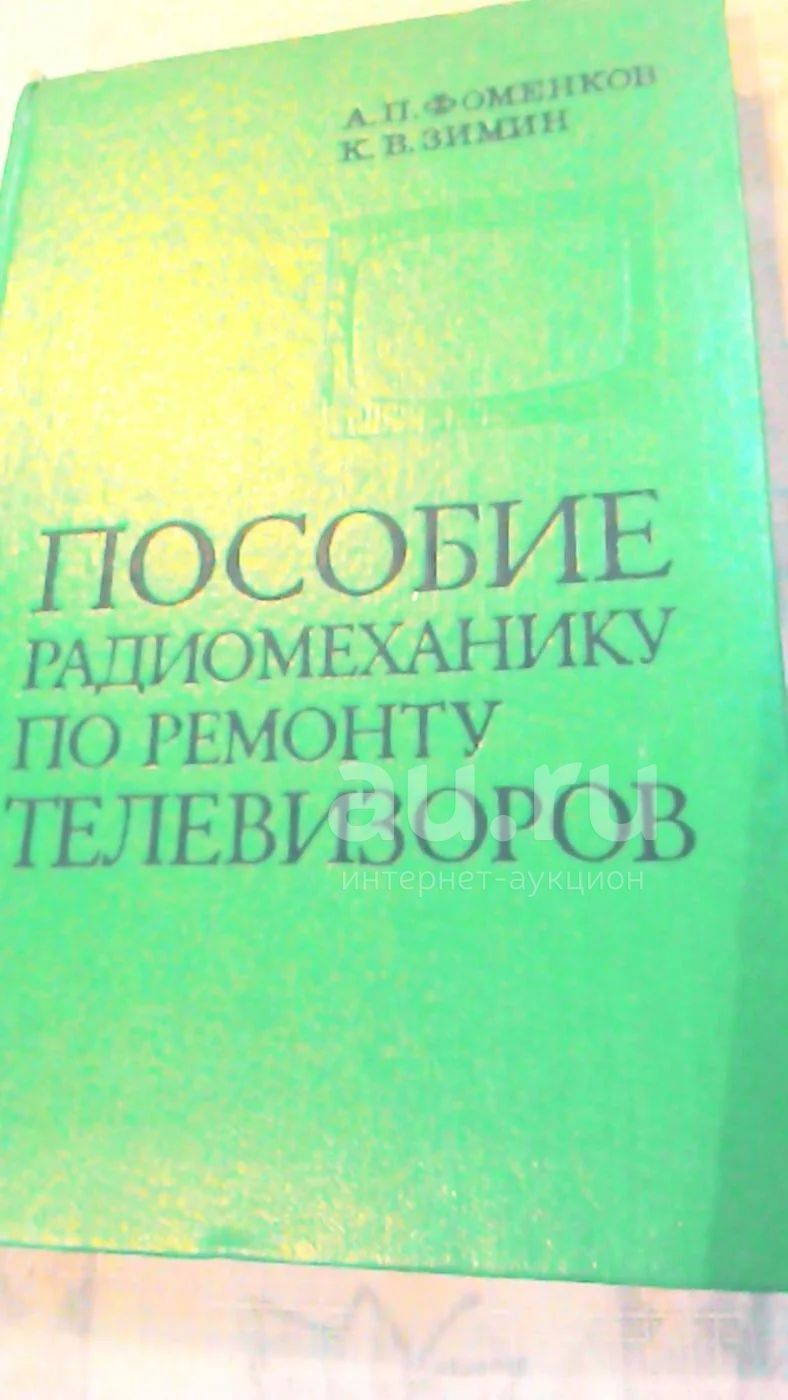 А. П. ФОМЕНКОВ
К. В. ЗИМИН
ПОСОБИЕ
РАДИОМЕХАНИКУ
ПО РЕМОНТУ
ТЕЛЕВИЗОРОВ
au.ru
интернет-аукцион